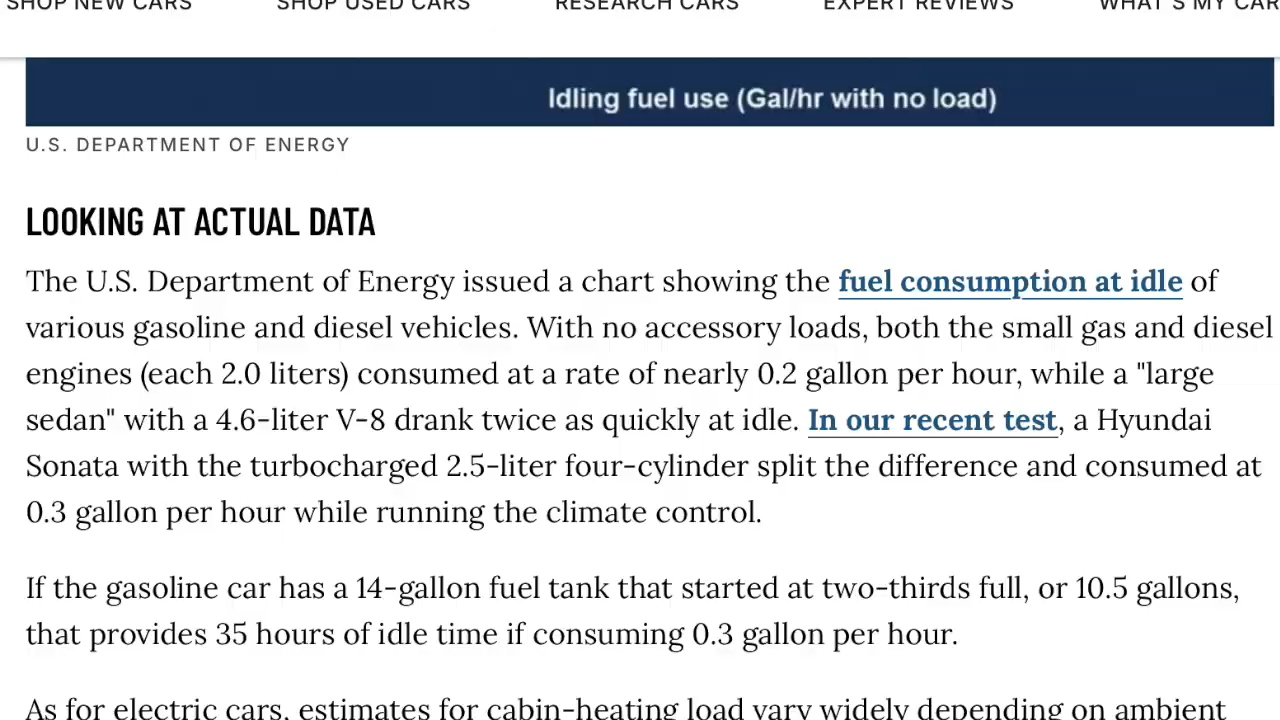 SHOP NEW CARS SHOP USED CARS RESEARCH CARS EXPERT REVIEWS WHAT'S MY CAR
Idling fuel use (Gal/hr with no load)
U.S. DEPARTMENT OF ENERGY
LOOKING AT ACTUAL DATA
The U.S. Department of Energy issued a chart showing the fuel consumption at idle of
various gasoline and diesel vehicles. With no accessory loads, both the small gas and diesel
engines (each 2.0 liters) consumed at a rate of nearly 0.2 gallon per hour, while a "large
sedan" with a 4.6-liter V-8 drank twice as quickly at idle. In our recent test, a Hyundai
Sonata with the turbocharged 2.5-liter four-cylinder split the difference and consumed at
0.3 gallon per hour while running the climate control.
If the gasoline car has a 14-gallon fuel tank that started at two-thirds full, or 10.5 gallons,
that provides 35 hours of idle time if consuming 0.3 gallon per hour.
As for electric cars, estimates for cabin-heating load vary widely depending on ambient